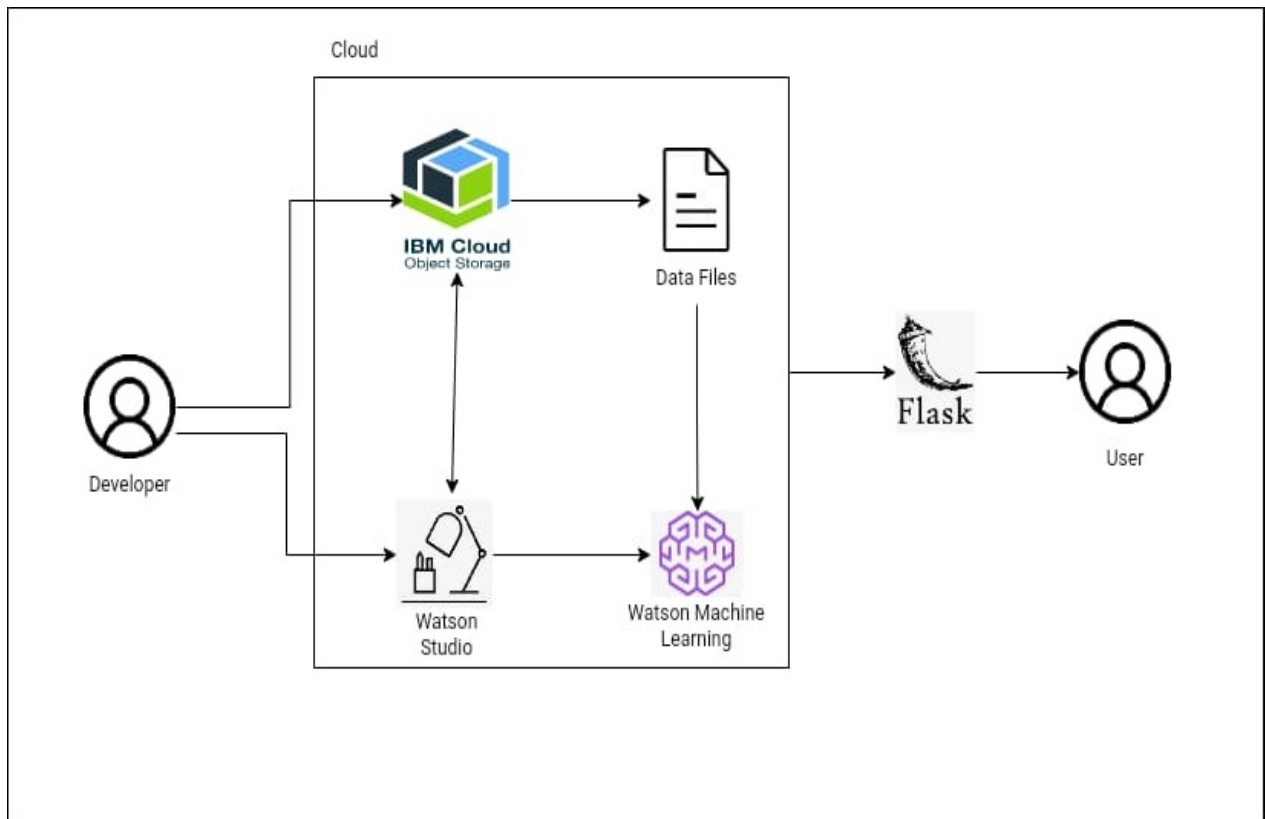 Cloud
IBM Cloud
Object Storage
Data Files
Flask
User
Developer
Watson
Studio
Watson Machine
Learning